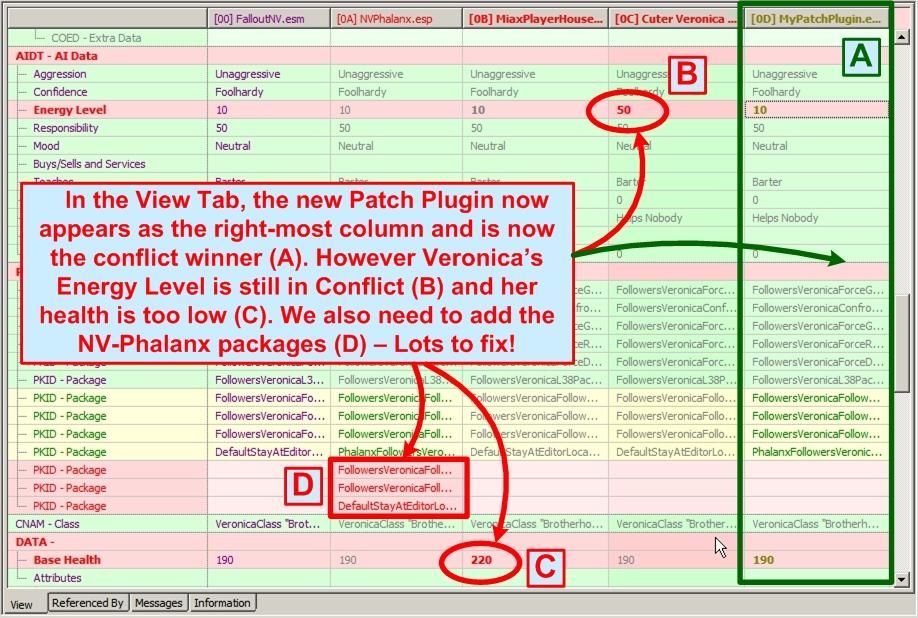 [00] FalloutNV.esm [0A] NVPhalanx.esp [0B] MiaxPlayerHouse... [0C] Cuter Veronica ... [0D] MyPatchPlugin.e...
COED - Extra Data
A
AIDT - AI Data
Aggression Unaggressive Unaggressive Unaggressive Unaggress Unaggressive
B
Confidence Foolhardy Foolhardy Foolhardy Foolhardy Foolhardy
Energy Level 10 10 10 50 10
Responsibility 50 50 50 50 50
Mood Neutral Neutral Neutral Neutral Neutral
Buys/Sells and Services
Teaches Barter Barter Barter Barter Barter
0 0
Helps Nobody Helps Nobody
0 0
In the View Tab, the new Patch Plugin now
appears as the right-most column and is now
the conflict winner (A). However Veronica's
Energy Level is still in Conflict (B) and her
health is too low (C). We also need to add the
NV-Phalanx packages (D) – Lots to fix!
rceG... FollowersVeronicaForce... FollowersVeronicaForceG...
nfro... FollowersVeronicaConf... FollowersVeronicaConfro...
rceG... FollowersVeronicaForc... FollowersVeronicaForceG...
rceR... FollowersVeronicaForc... FollowersVeronicaForceR...
PKID - Package rceD... FollowersVeronicaForc... FollowersVeronicaForceD...
PKID - Package FollowersVeronicaL3... FollowersVeronicaL38... FollowersVeronicaL38Pac... FollowersVeronicaL38P... FollowersVeronicaL38Pac...
PKID - Package FollowersVeronicaFo... FollowersVeronicaFoll... FollowersVeronicaFollow... FollowersVeronicaFollo... FollowersVeronicaFollow...
PKID - Package FollowersVeronicaFo... FollowersVeronicaFoll... FollowersVeronicaFollow... FollowersVeronicaFollo... FollowersVeronicaFollow...
PKID - Package FollowersVeronicaFo... FollowersVeronicaFoll... FollowersVeronicaFollow... FollowersVeronicaFollo... FollowersVeronicaFollow...
PKID - Package DefaultStayAtEditor... PhalanxFollowersVero... DefaultStayAtEditorLoca... DefaultStayAtEditorLo... PhalanxFollowersVeronic...
PKID - Package FollowersVeronicaFoll...
D
PKID - Package FollowersVeronicaFoll...
PKID - Package DefaultStayAtEditorLo...
CNAM - Class VeronicaClass "Brot... VeronicaClass "Brothe... VeronicaClass "Brotherh... VeronicaClass "Brother... VeronicaClass "Brotherh...
DATA -
Base Health 190 190 220 190 190
C
Attributes
View Referenced By Messages Information